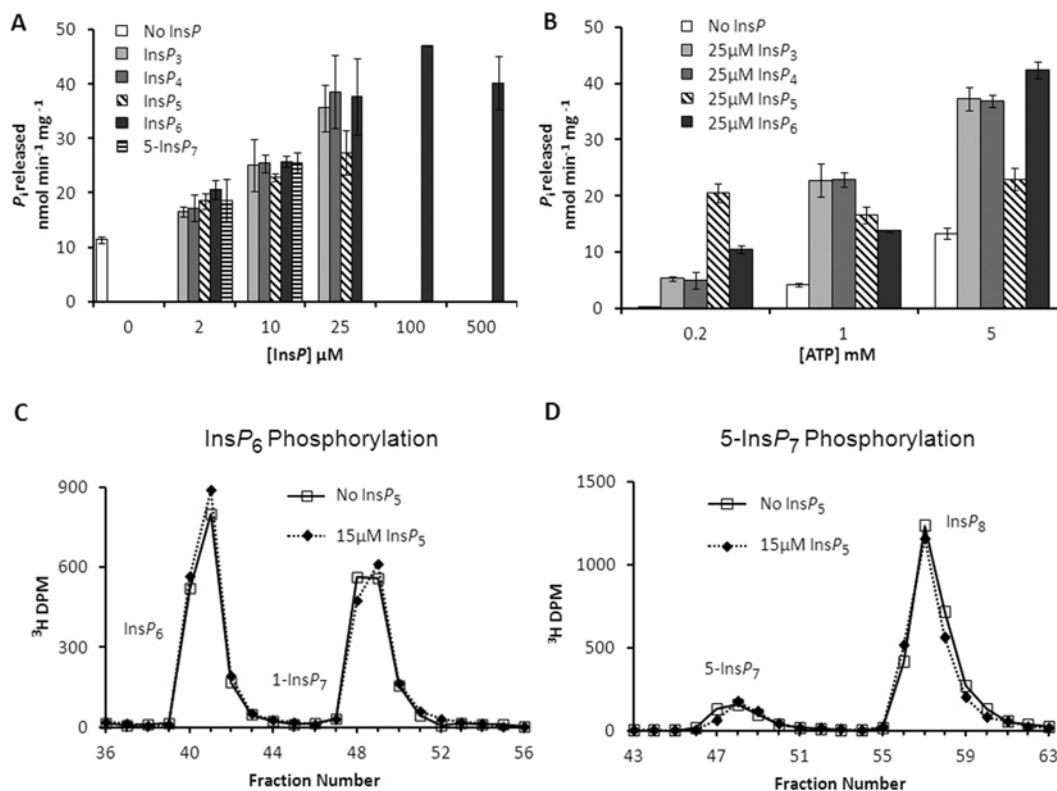 A
No InsP
InsP3
InsP4
InsP5
InsP6
5-InsP7
Pi released
nmol min-1 mg-1
50
40
30
20
10
0
0 2 10 25 100 500
[InsP] µM
B
No InsP
25µM InsP3
25µM InsP4
25µM InsP5
25µM InsP6
Pi released
nmol min-1 mg-1
50
40
30
20
10
0
0.2 1 5
[ATP] mM
C
InsP6 Phosphorylation
No InsP5
15µM InsP5
3H DPM
900
600
300
0
InsP6
1-InsP7
36 40 44 48 52 56
Fraction Number
D
5-InsP7 Phosphorylation
No InsP5
15µM InsP5
InsP8
3H DPM
1500
1000
500
0
5-InsP7
43 47 51 55 59 63
Fraction Number